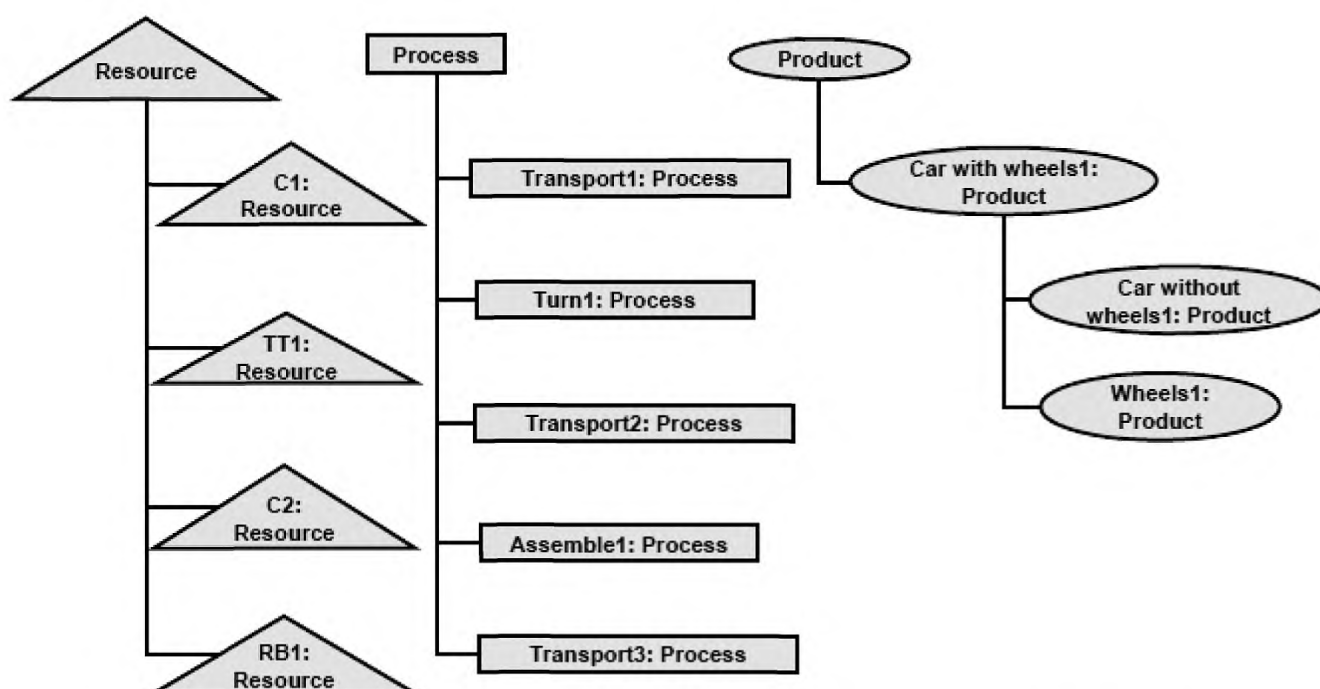 Resource
C1:
Resource
TT1:
Resource
C2:
Resource
RB1:
Resource
Process
Transport1: Process
Turn1: Process
Transport2: Process
Assemble1: Process
Transport3: Process
Product
Car with wheels1:
Product
Car without
wheels1: Product
Wheels1:
Product